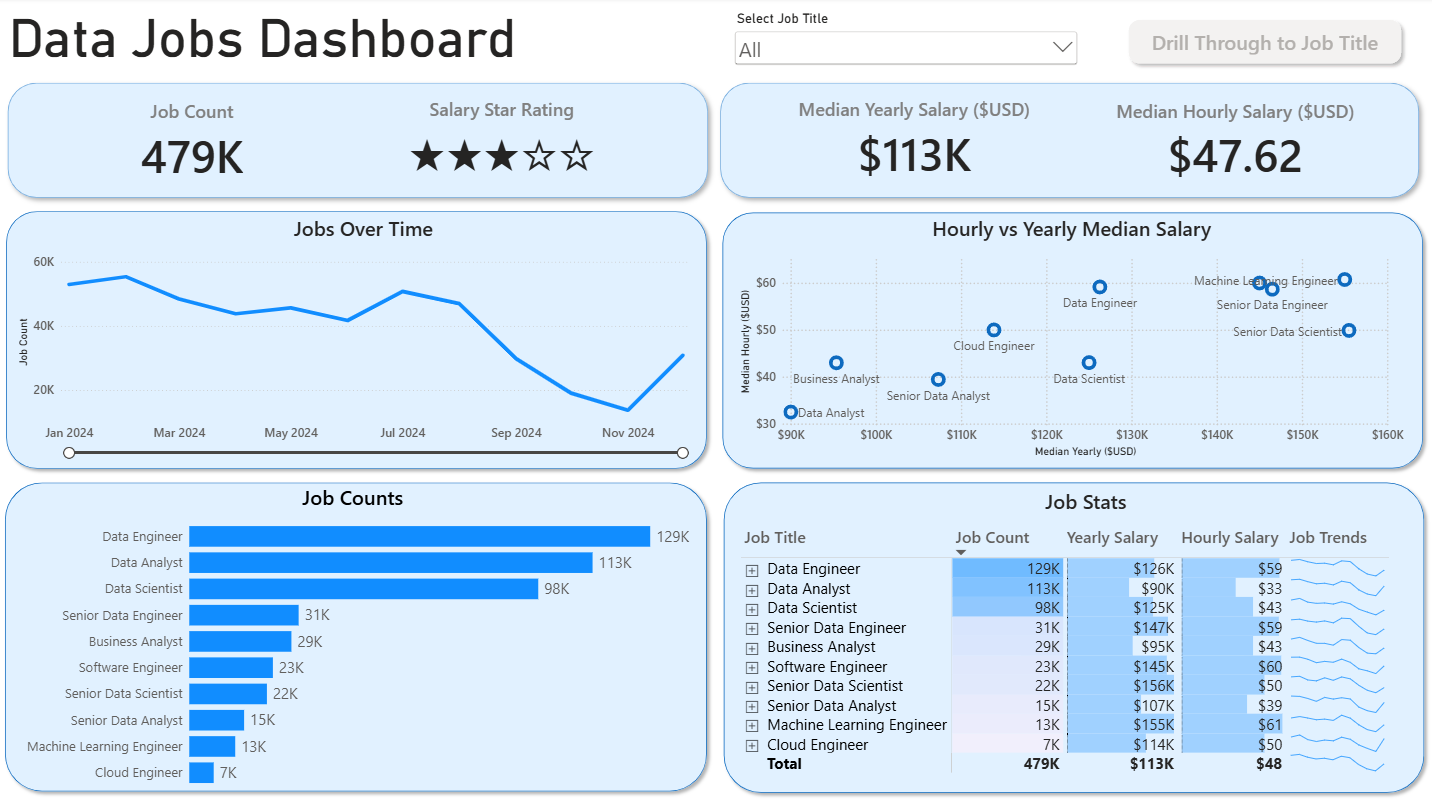 Data Jobs Dashboard
Select Job Title
All
Drill Through to Job Title
Job Count
479K
Salary Star Rating
★★★☆☆
Median Yearly Salary ($USD)
$113K
Median Hourly Salary ($USD)
$47.62
Jobs Over Time
Job Count
60K
40K
20K
Jan 2024 Mar 2024 May 2024 Jul 2024 Sep 2024 Nov 2024
Hourly vs Yearly Median Salary
Median Hourly ($USD)
$60
$50
$40
$30
Machine Learning Engineer
Data Engineer
Senior Data Engineer
Senior Data Scientist
Cloud Engineer
Business Analyst
Data Scientist
Senior Data Analyst
Data Analyst
$90K $100K $110K $120K $130K $140K $150K $160K
Median Yearly ($USD)
Job Counts
Data Engineer 129K
Data Analyst 113K
Data Scientist 98K
Senior Data Engineer 31K
Business Analyst 29K
Software Engineer 23K
Senior Data Scientist 22K
Senior Data Analyst 15K
Machine Learning Engineer 13K
Cloud Engineer 7K
Job Stats
Job Title Job Count Yearly Salary Hourly Salary Job Trends
Data Engineer 129K $126K $59
Data Analyst 113K $90K $33
Data Scientist 98K $125K $43
Senior Data Engineer 31K $147K $59
Business Analyst 29K $95K $43
Software Engineer 23K $145K $60
Senior Data Scientist 22K $156K $50
Senior Data Analyst 15K $107K $39
Machine Learning Engineer 13K $155K $61
Cloud Engineer 7K $114K $50
Total 479K $113K $48